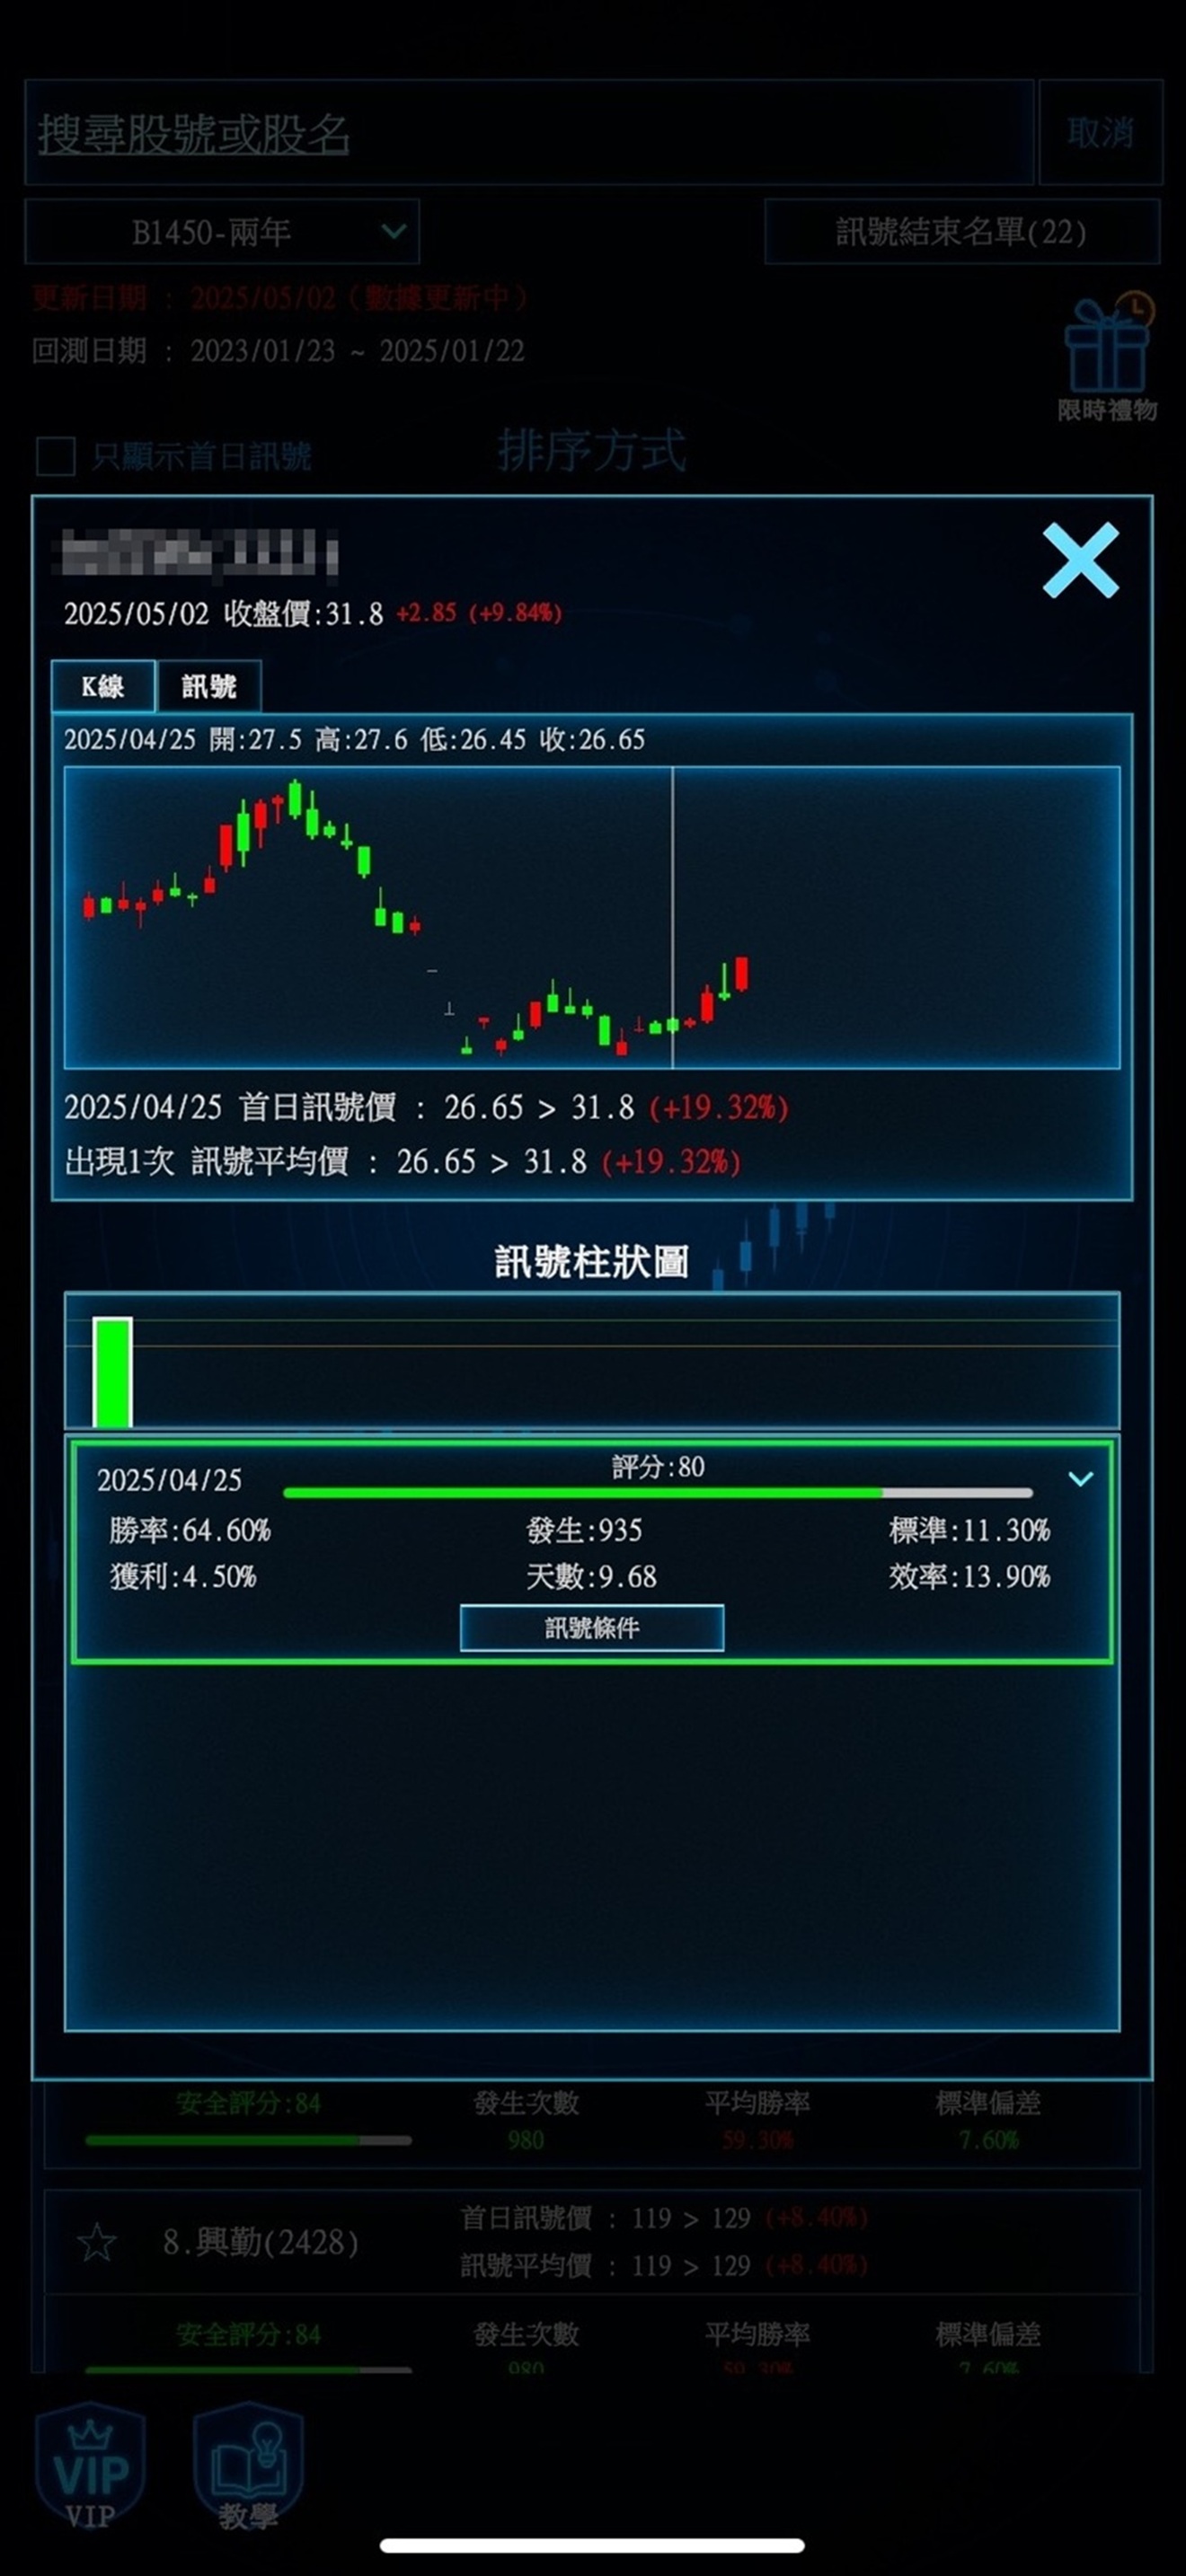 搜尋股號或股名 取消
B1450-兩年 訊號結束名單(22)
更新日期 : 2025/05/02 (數據更新中)
回測日期 : 2023/01/23 ~ 2025/01/22
限時禮物
只顯示首日訊號 排序方式
2025/05/02 收盤價:31.8 +2.85 (+9.84%)
K線 訊號
2025/04/25 開:27.5 高:27.6 低:26.45 收:26.65
2025/04/25 首日訊號價 : 26.65 > 31.8 (+19.32%)
出現1次 訊號平均價 : 26.65 > 31.8 (+19.32%)
訊號柱狀圖
評分:80
2025/04/25
勝率:64.60% 發生:935 標準:11.30%
獲利:4.50% 天數:9.68 效率:13.90%
訊號條件
安全評分:84 發生次數 平均勝率 標準偏差
980 59.30% 7.60%
首日訊號價 : 119 > 129 (+8.40%)
8.興勤(2428)
訊號平均價 : 119 > 129 (+8.40%)
安全評分:84 發生次數 平均勝率 標準偏差
980 59.30% 7.60%
VIP
VIP 教學